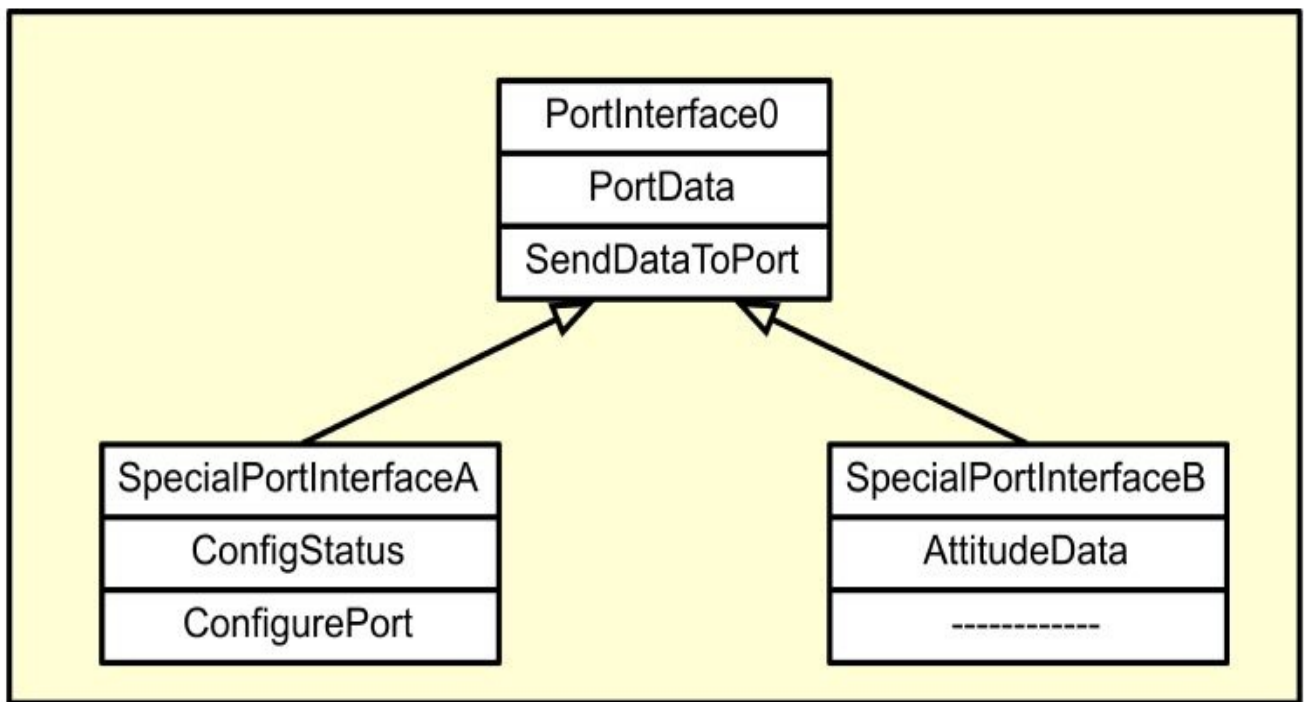 PortInterface0
PortData
SendDataToPort
SpecialPortInterfaceA
ConfigStatus
ConfigurePort
SpecialPortInterfaceB
AttitudeData
------------